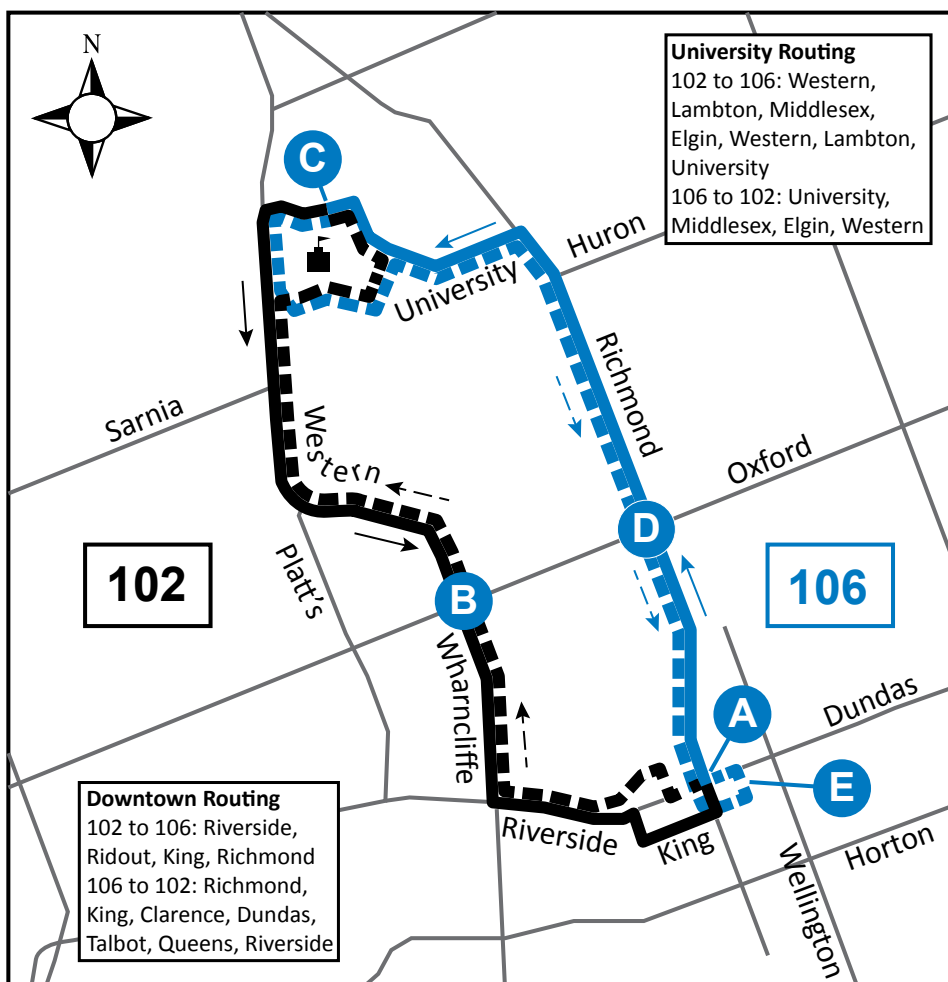 N
University Routing
102 to 106: Western,
Lambton, Middlesex,
Elgin, Western, Lambton,
University
106 to 102: University,
Middlesex, Elgin, Western
C
Huron
University
Richmond
Sarnia
Western
Oxford
D
102
Platt's
B
106
Wharncliffe
A
Dundas
E
Downtown Routing
102 to 106: Riverside,
Ridout, King, Richmond
106 to 102: Richmond,
King, Clarence, Dundas,
Talbot, Queens, Riverside
Riverside
King
Horton
Wellington